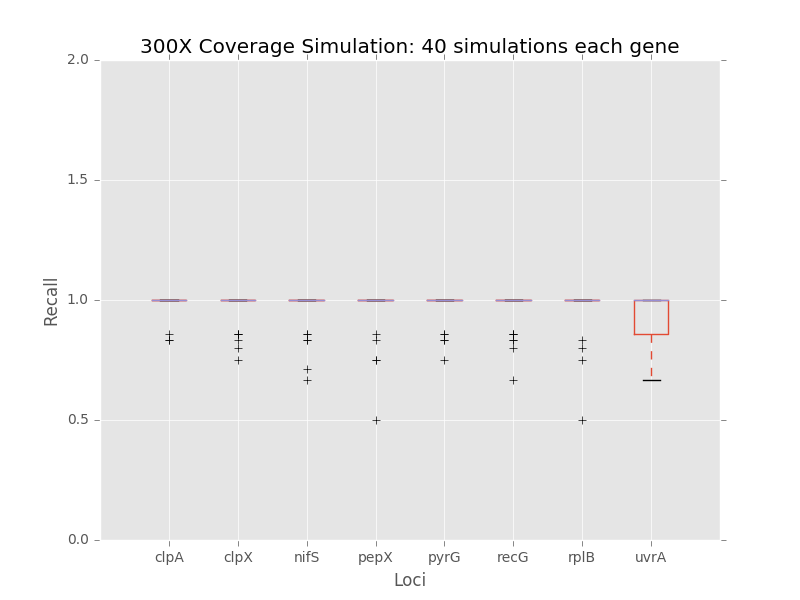 300X Coverage Simulation: 40 simulations each gene
2.0
1.5
1.0
0.5
0.0
Recall
clpA clpX nifS pepX pyrG recG rplB uvrA
Loci